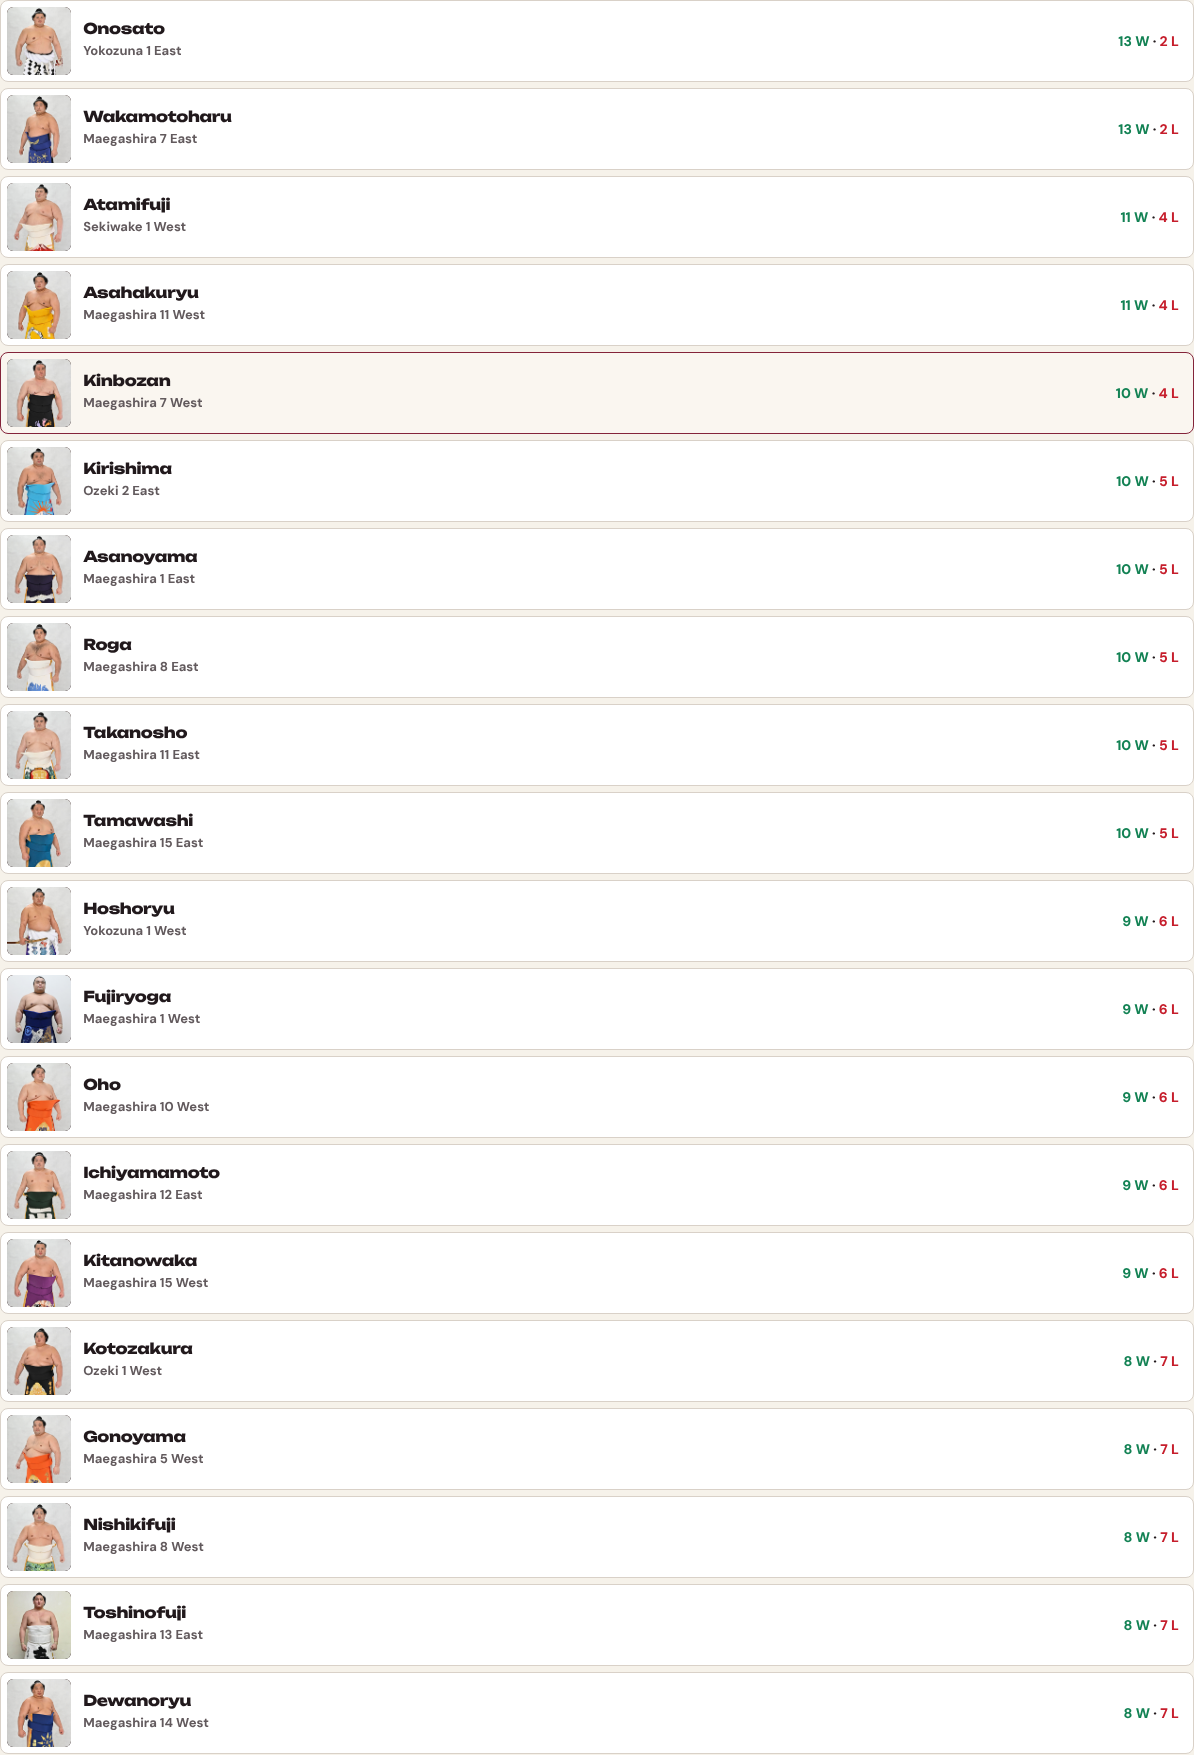 Onosato
Yokozuna 1 East
13 W · 2 L
Wakamotoharu
Maegashira 7 East
13 W · 2 L
Atamifuji
Sekiwake 1 West
11 W · 4 L
Asahakuryu
Maegashira 11 West
11 W · 4 L
Kinbozan
Maegashira 7 West
10 W · 4 L
Kirishima
Ozeki 2 East
10 W · 5 L
Asanoyama
Maegashira 1 East
10 W · 5 L
Roga
Maegashira 8 East
10 W · 5 L
Takanosho
Maegashira 11 East
10 W · 5 L
Tamawashi
Maegashira 15 East
10 W · 5 L
Hoshoryu
Yokozuna 1 West
9 W · 6 L
Fujiryoga
Maegashira 1 West
9 W · 6 L
Oho
Maegashira 10 West
9 W · 6 L
Ichiyamamoto
Maegashira 12 East
9 W · 6 L
Kitanowaka
Maegashira 15 West
9 W · 6 L
Kotozakura
Ozeki 1 West
8 W · 7 L
Gonoyama
Maegashira 5 West
8 W · 7 L
Nishikifuji
Maegashira 8 West
8 W · 7 L
Toshinofuji
Maegashira 13 East
8 W · 7 L
Dewanoryu
Maegashira 14 West
8 W · 7 L